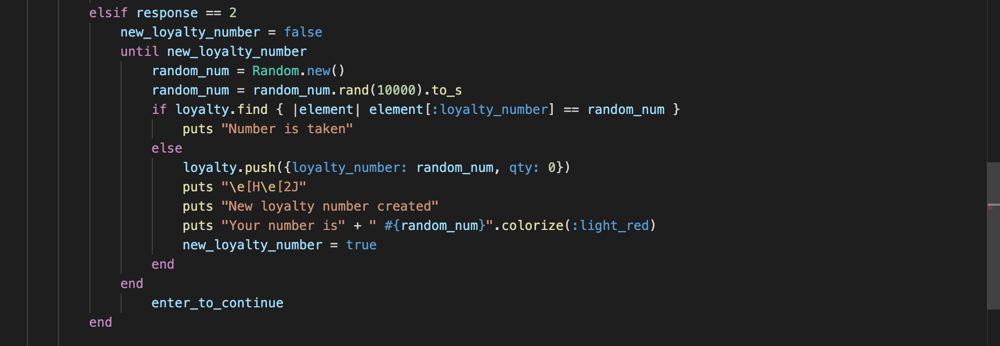 elsif response == 2
new_loyalty_number = false
until new_loyalty_number
random_num = Random.new()
random_num = random_num.rand(10000).to_s
if loyalty.find { |element| element[:loyalty_number] == random_num }
puts "Number is taken"
else
loyalty.push({loyalty_number: random_num, qty: 0})
puts "\e[H\e[2J"
puts "New loyalty number created"
puts "Your number is" + " #{random_num}".colorize(:light_red)
new_loyalty_number = true
end
end
enter_to_continue
end